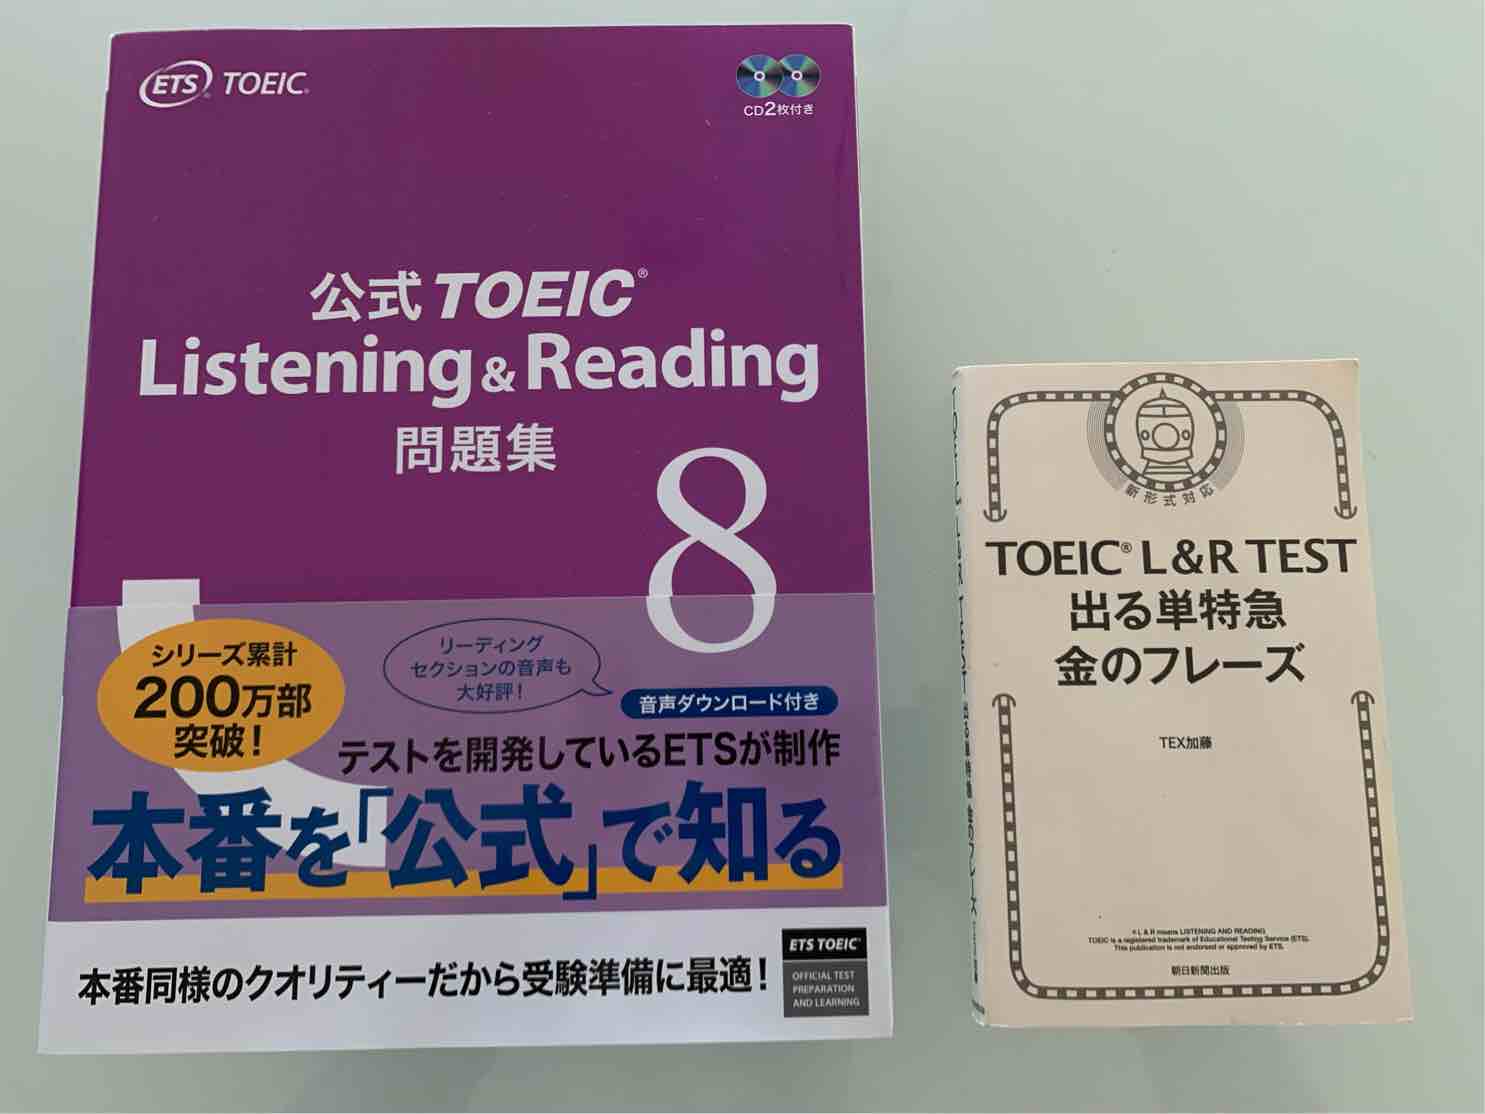 ETS® TOEIC®
CD2枚付き
公式 TOEIC®
Listening & Reading
問題集
8
シリーズ累計
200万部
突破！
リーディング
セクションの音声も
大好評！
音声ダウンロード付き
テストを開発しているETSが制作
本番を「公式」で知る
本番同様のクオリティーだから受験準備に最適！
ETS TOEIC®
OFFICIAL TEST
PREPARATION
AND LEARNING
新形式対応
TOEIC® L&R TEST
出る単特急
金のフレーズ
TEX加藤
※L & R means LISTENING AND READING.
TOEIC is a registered trademark of Educational Testing Service (ETS).
This publication is not endorsed or approved by ETS.
朝日新聞出版